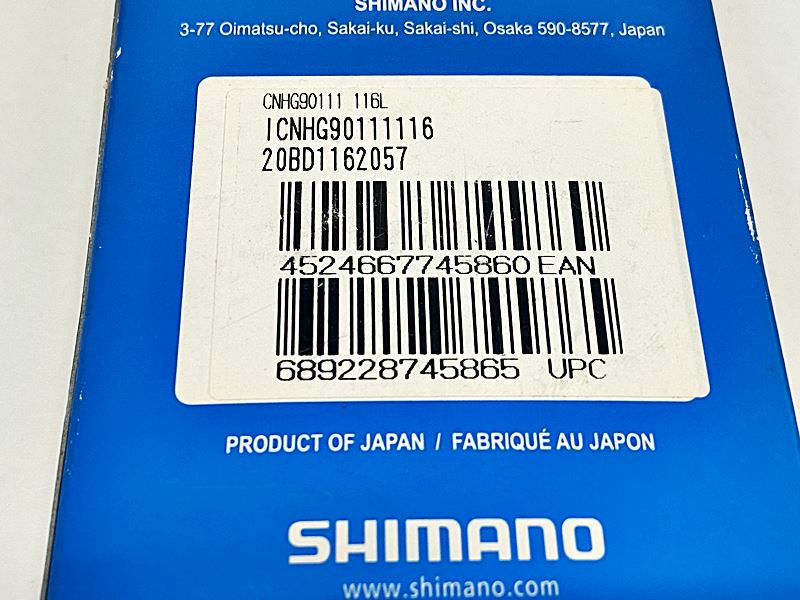 SHIMANO INC.
3-77 Oimatsu-cho, Sakai-ku, Sakai-shi, Osaka 590-8577, Japan
CNHG90111 116L
ICNHG90111116
20BD1162057
4524667745860 EAN
689228745865 UPC
PRODUCT OF JAPAN / FABRIQUÉ AU JAPON
SHIMANO
www.shimano.com